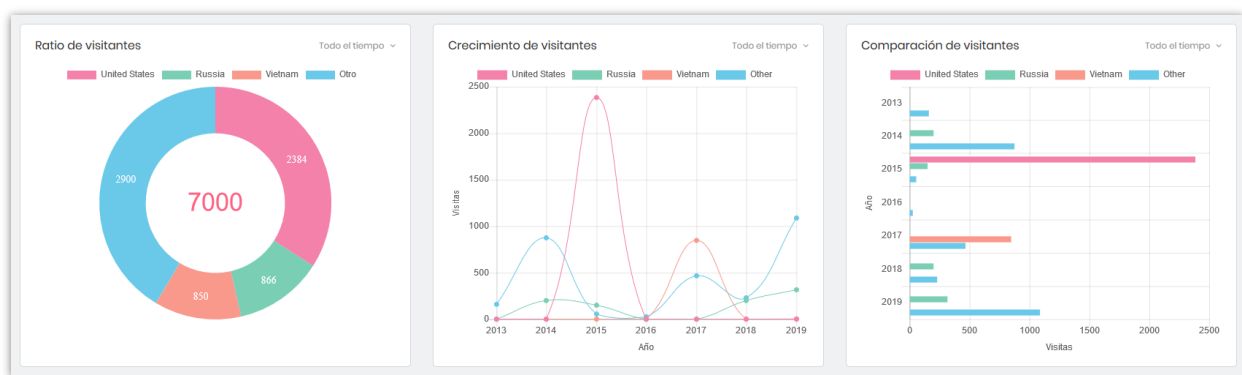 Ratio de visitantes
Todo el tiempo
United States Russia Vietnam Otro
2384
2900
7000
866
850
Crecimiento de visitantes
Todo el tiempo
United States Russia Vietnam Other
2500
2000
1500
1000
500
0
Visitas
2013 2014 2015 2016 2017 2018 2019
Año
Comparación de visitantes
Todo el tiempo
United States Russia Vietnam Other
2013
2014
2015
2016
2017
2018
2019
Año
0 500 1000 1500 2000 2500
Visitas